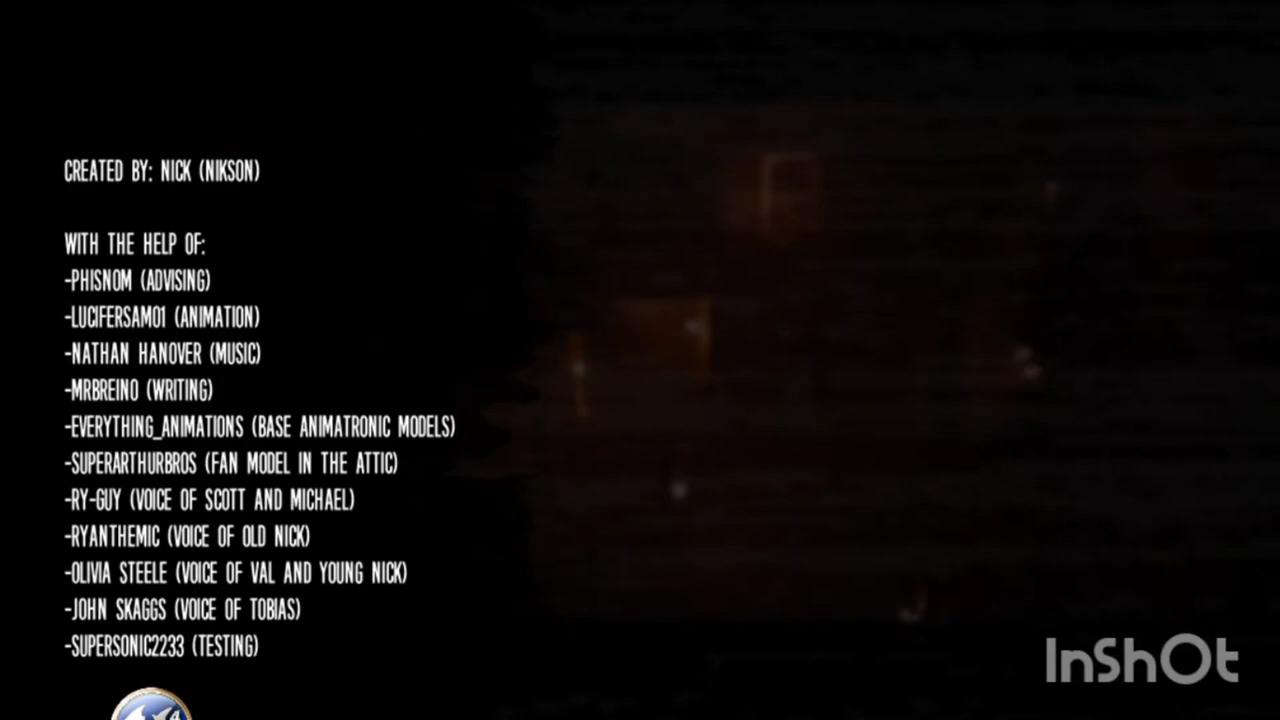 CREATED BY: NICK (NIKSON)
WITH THE HELP OF:
-PHISNOM (ADVISING)
-LUCIFERSAM01 (ANIMATION)
-NATHAN HANOVER (MUSIC)
-MRBREINO (WRITING)
-EVERYTHING_ANIMATIONS (BASE ANIMATRONIC MODELS)
-SUPERARTHURBROS (FAN MODEL IN THE ATTIC)
-RY-GUY (VOICE OF SCOTT AND MICHAEL)
-RYANTHEMIC (VOICE OF OLD NICK)
-OLIVIA STEELE (VOICE OF VAL AND YOUNG NICK)
-JOHN SKAGGS (VOICE OF TOBIAS)
-SUPERSONIC2233 (TESTING)
InShOt